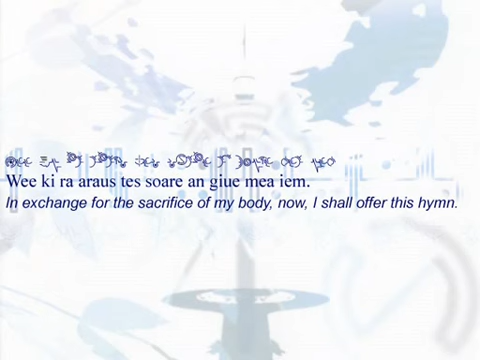 Wee ki ra araus tes soare an giue mea iem.
In exchange for the sacrifice of my body, now, I shall offer this hymn.